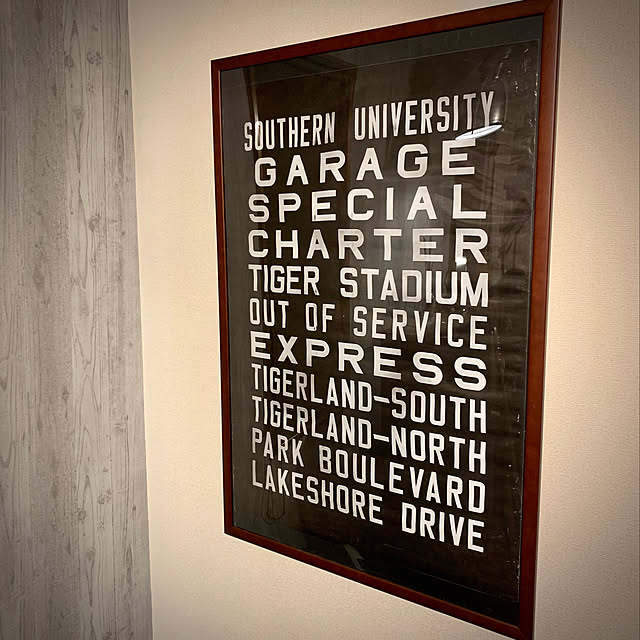 SOUTHERN UNIVERSITY
GARAGE
SPECIAL
CHARTER
TIGER STADIUM
OUT OF SERVICE
EXPRESS
TIGERLAND-SOUTH
TIGERLAND-NORTH
PARK BOULEVARD
LAKESHORE DRIVE